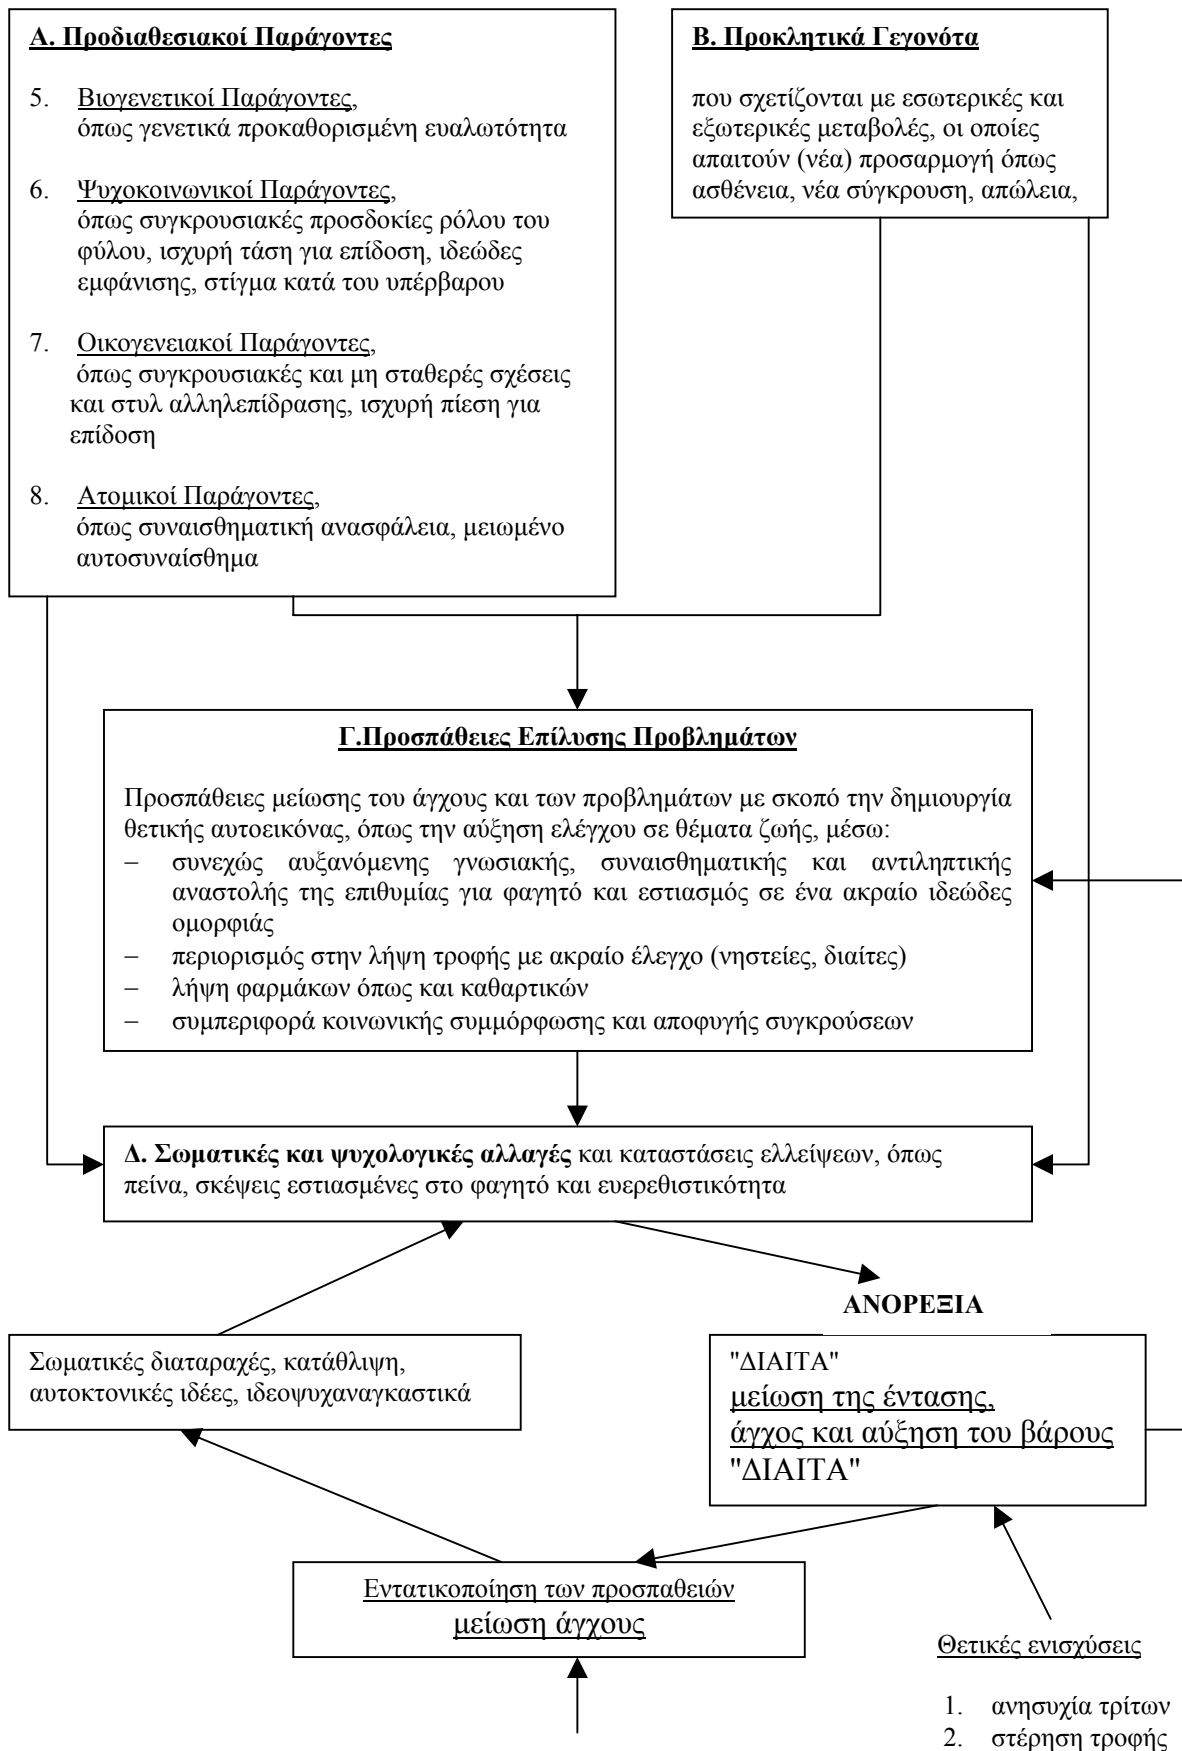 Α. Προδιαθεσιακοί Παράγοντες
5. Βιογενετικοί Παράγοντες,
όπως γενετικά προκαθορισμένη ευαλωτότητα
6. Ψυχοκοινωνικοί Παράγοντες,
όπως συγκρουσιακές προσδοκίες ρόλου του
φύλου, ισχυρή τάση για επίδοση, ιδεώδες
εμφάνισης, στίγμα κατά του υπέρβαρου
7. Οικογενειακοί Παράγοντες,
όπως συγκρουσιακές και μη σταθερές σχέσεις
και στυλ αλληλεπίδρασης, ισχυρή πίεση για
επίδοση
8. Ατομικοί Παράγοντες,
όπως συναισθηματική ανασφάλεια, μειωμένο
αυτοσυναίσθημα
Β. Προκλητικά Γεγονότα
που σχετίζονται με εσωτερικές και
εξωτερικές μεταβολές, οι οποίες
απαιτούν (νέα) προσαρμογή όπως
ασθένεια, νέα σύγκρουση, απώλεια,
Γ.Προσπάθειες Επίλυσης Προβλημάτων
Προσπάθειες μείωσης του άγχους και των προβλημάτων με σκοπό την δημιουργία
θετικής αυτοεικόνας, όπως την αύξηση ελέγχου σε θέματα ζωής, μέσω:
− συνεχώς αυξανόμενης γνωσιακής, συναισθηματικής και αντιληπτικής
αναστολής της επιθυμίας για φαγητό και εστιασμός σε ένα ακραίο ιδεώδες
ομορφιάς
− περιορισμός στην λήψη τροφής με ακραίο έλεγχο (νηστείες, διαίτες)
− λήψη φαρμάκων όπως και καθαρτικών
− συμπεριφορά κοινωνικής συμμόρφωσης και αποφυγής συγκρούσεων
Δ. Σωματικές και ψυχολογικές αλλαγές και καταστάσεις ελλείψεων, όπως
πείνα, σκέψεις εστιασμένες στο φαγητό και ευερεθιστικότητα
ΑΝΟΡΕΞΙΑ
Σωματικές διαταραχές, κατάθλιψη,
αυτοκτονικές ιδέες, ιδεοψυχαναγκαστικά
"ΔΙΑΙΤΑ"
μείωση της έντασης,
άγχος και αύξηση του βάρους
"ΔΙΑΙΤΑ"
Εντατικοποίηση των προσπαθειών
μείωση άγχους
Θετικές ενισχύσεις
1. ανησυχία τρίτων
2. στέρηση τροφής